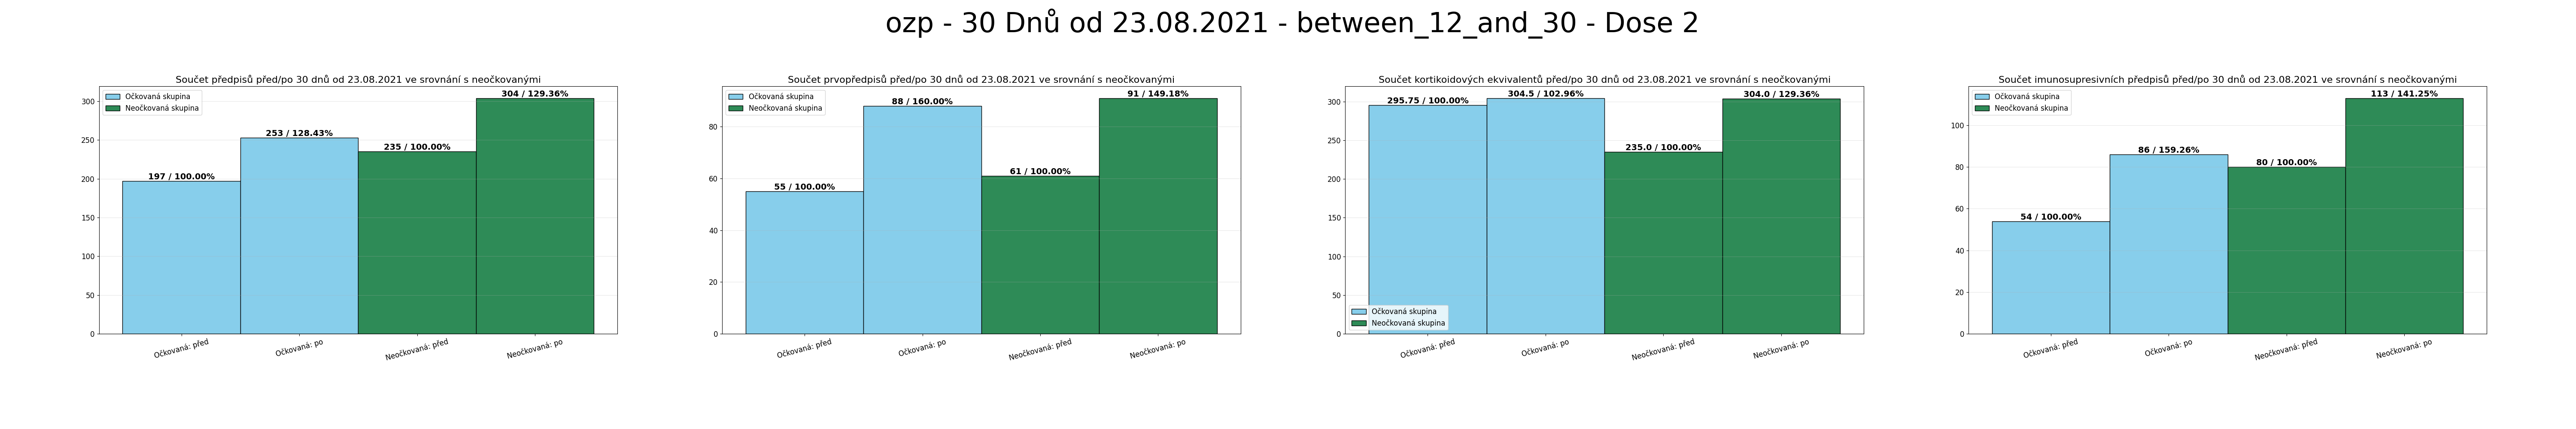 ozp - 30 Dnů od 23.08.2021 - between_12_and_30 - Dose 2
Součet předpisů před/po 30 dnů od 23.08.2021 ve srovnání s neočkovanými
Očkovaná skupina
Neočkovaná skupina
300
250
200
150
100
50
0
197 / 100.00%
253 / 128.43%
235 / 100.00%
304 / 129.36%
Očkovaná: před
Očkovaná: po
Neočkovaná: před
Neočkovaná: po
Součet prvopředpisů před/po 30 dnů od 23.08.2021 ve srovnání s neočkovanými
Očkovaná skupina
Neočkovaná skupina
80
60
40
20
0
55 / 100.00%
88 / 160.00%
61 / 100.00%
91 / 149.18%
Očkovaná: před
Očkovaná: po
Neočkovaná: před
Neočkovaná: po
Součet kortikoidových ekvivalentů před/po 30 dnů od 23.08.2021 ve srovnání s neočkovanými
300
250
200
150
100
50
0
295.75 / 100.00%
304.5 / 102.96%
235.0 / 100.00%
304.0 / 129.36%
Očkovaná skupina
Neočkovaná skupina
Očkovaná: před
Očkovaná: po
Neočkovaná: před
Neočkovaná: po
Součet imunosupresivních předpisů před/po 30 dnů od 23.08.2021 ve srovnání s neočkovanými
Očkovaná skupina
Neočkovaná skupina
100
80
60
40
20
0
54 / 100.00%
86 / 159.26%
80 / 100.00%
113 / 141.25%
Očkovaná: před
Očkovaná: po
Neočkovaná: před
Neočkovaná: po